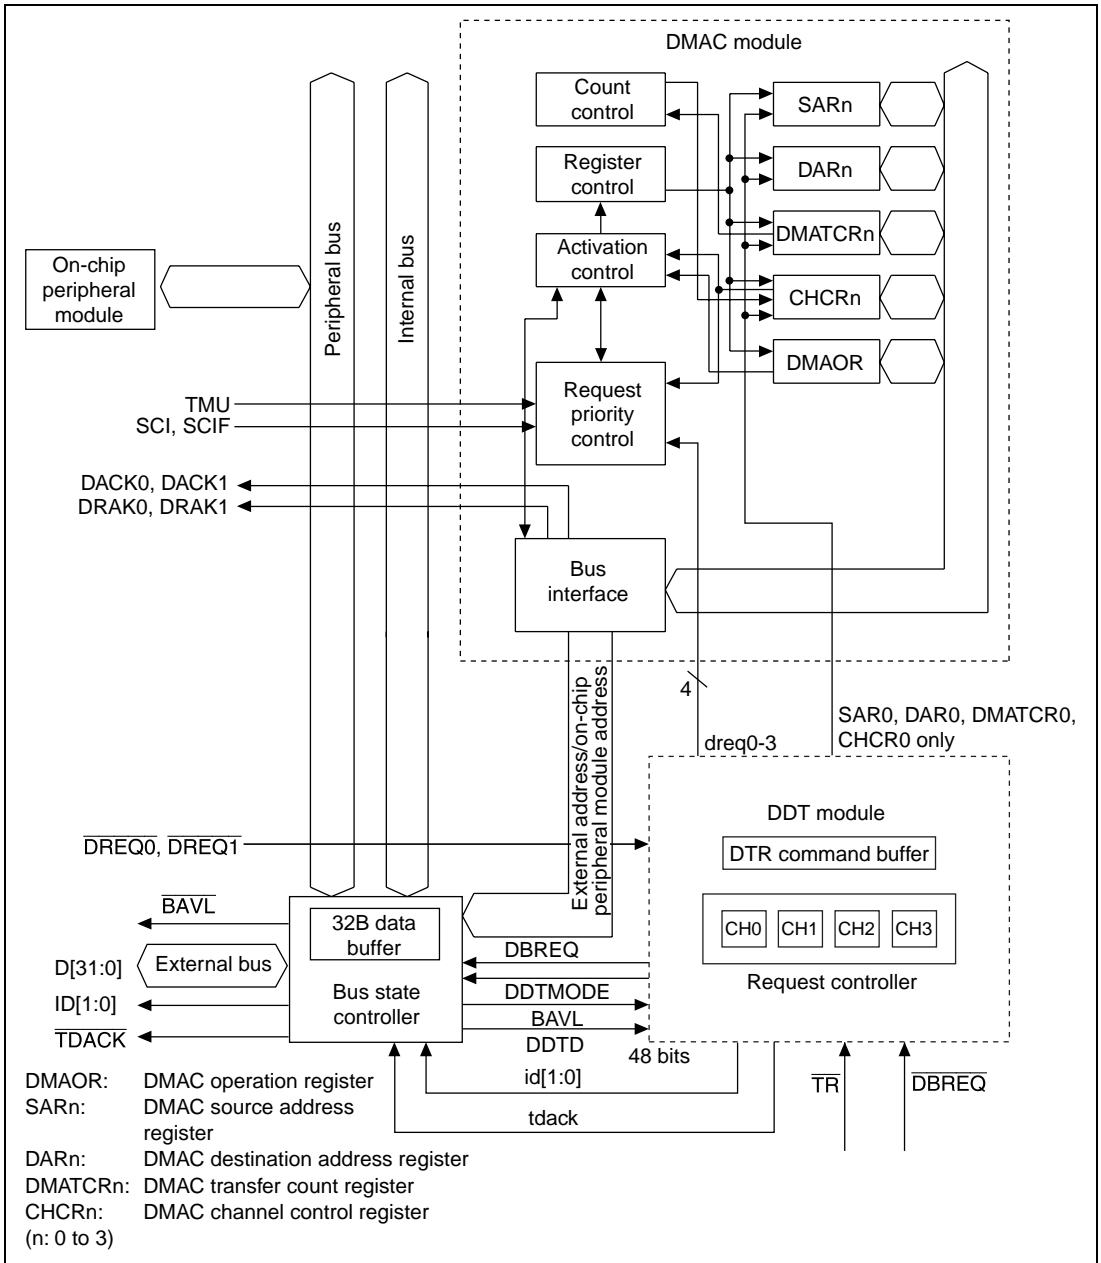 DMAC module
Count
control
SARn
Register
control
DARn
Activation
control
DMATCRn
On-chip
peripheral
module
Peripheral bus
Internal bus
CHCRn
DMAOR
Request
priority
control
TMU
SCI, SCIF
DACK0, DACK1
DRAK0, DRAK1
Bus
interface
External address/on-chip
peripheral module address
4
dreq0-3
SAR0, DAR0, DMATCR0,
CHCR0 only
DDT module
DTR command buffer
CH0 CH1 CH2 CH3
Request controller
DREQ0, DREQ1
BAVL
32B data
buffer
D[31:0]
External bus
Bus state
controller
ID[1:0]
TDACK
DBREQ
DDTMODE
BAVL
DDTD
48 bits
id[1:0]
tdack
TR
DBREQ
DMAOR: DMAC operation register
SARn: DMAC source address
register
DARn: DMAC destination address register
DMATCRn: DMAC transfer count register
CHCRn: DMAC channel control register
(n: 0 to 3)